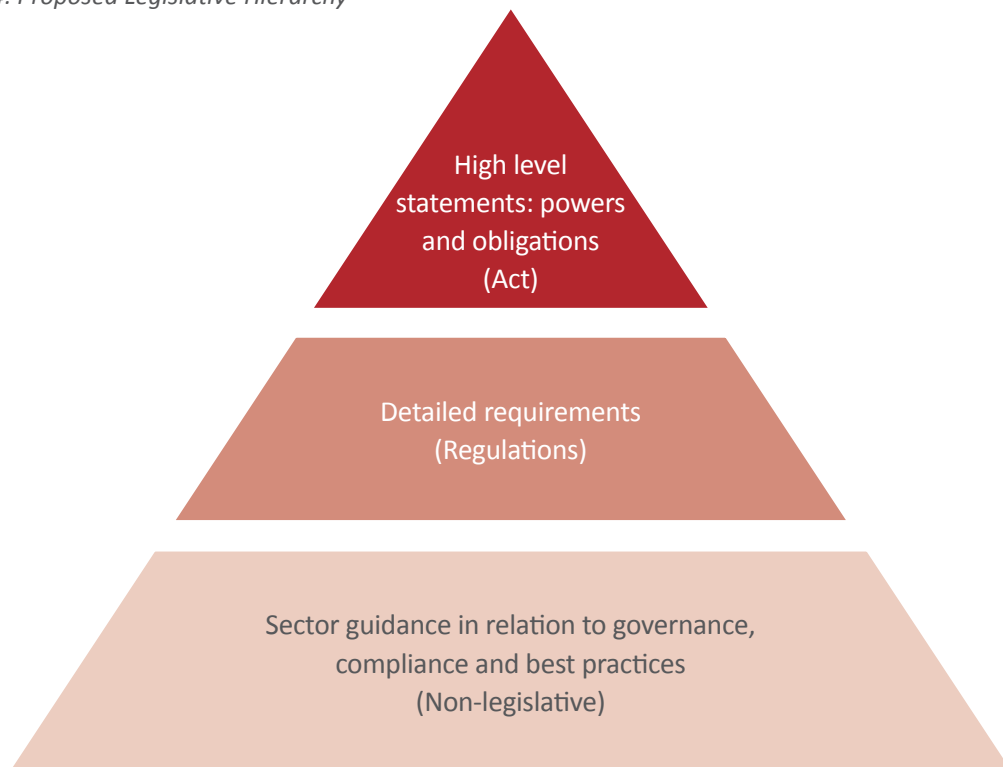 Proposed Legislative Hierarchy
High level
statements: powers
and obligations
(Act)
Detailed requirements
(Regulations)
Sector guidance in relation to governance,
compliance and best practices
(Non-legislative)